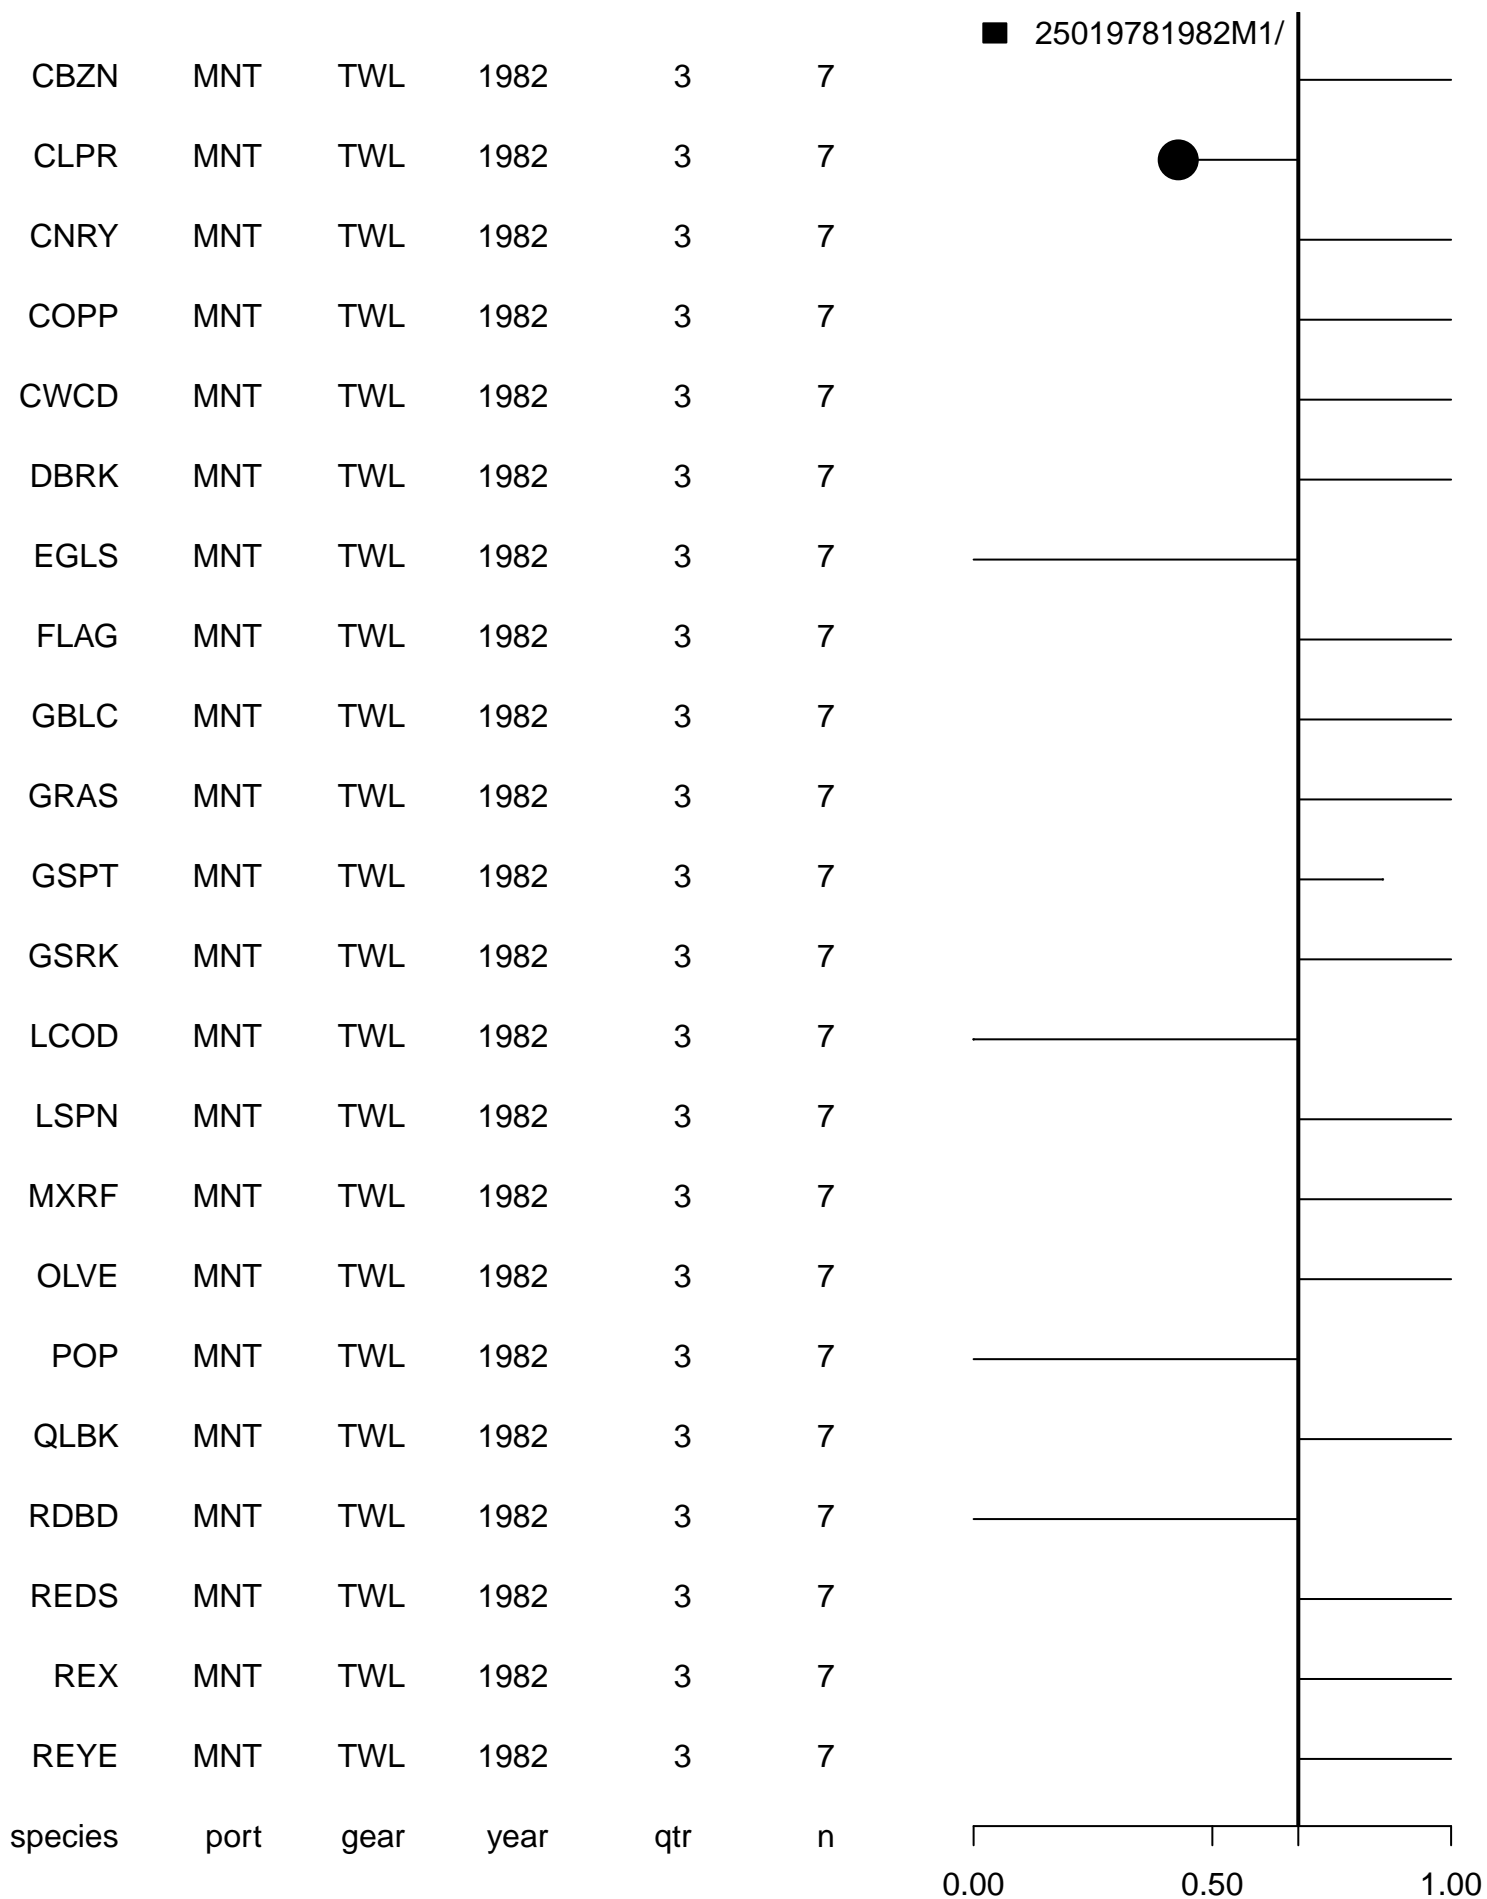 25019781982M1/
CBZN MNT TWL 1982 3 7
CLPR MNT TWL 1982 3 7
CNRY MNT TWL 1982 3 7
COPP MNT TWL 1982 3 7
CWCD MNT TWL 1982 3 7
DBRK MNT TWL 1982 3 7
EGLS MNT TWL 1982 3 7
FLAG MNT TWL 1982 3 7
GBLC MNT TWL 1982 3 7
GRAS MNT TWL 1982 3 7
GSPT MNT TWL 1982 3 7
GSRK MNT TWL 1982 3 7
LCOD MNT TWL 1982 3 7
LSPN MNT TWL 1982 3 7
MXRF MNT TWL 1982 3 7
OLVE MNT TWL 1982 3 7
POP MNT TWL 1982 3 7
QLBK MNT TWL 1982 3 7
RDBD MNT TWL 1982 3 7
REDS MNT TWL 1982 3 7
REX MNT TWL 1982 3 7
REYE MNT TWL 1982 3 7
species port gear year qtr n
0.00 0.50 1.00